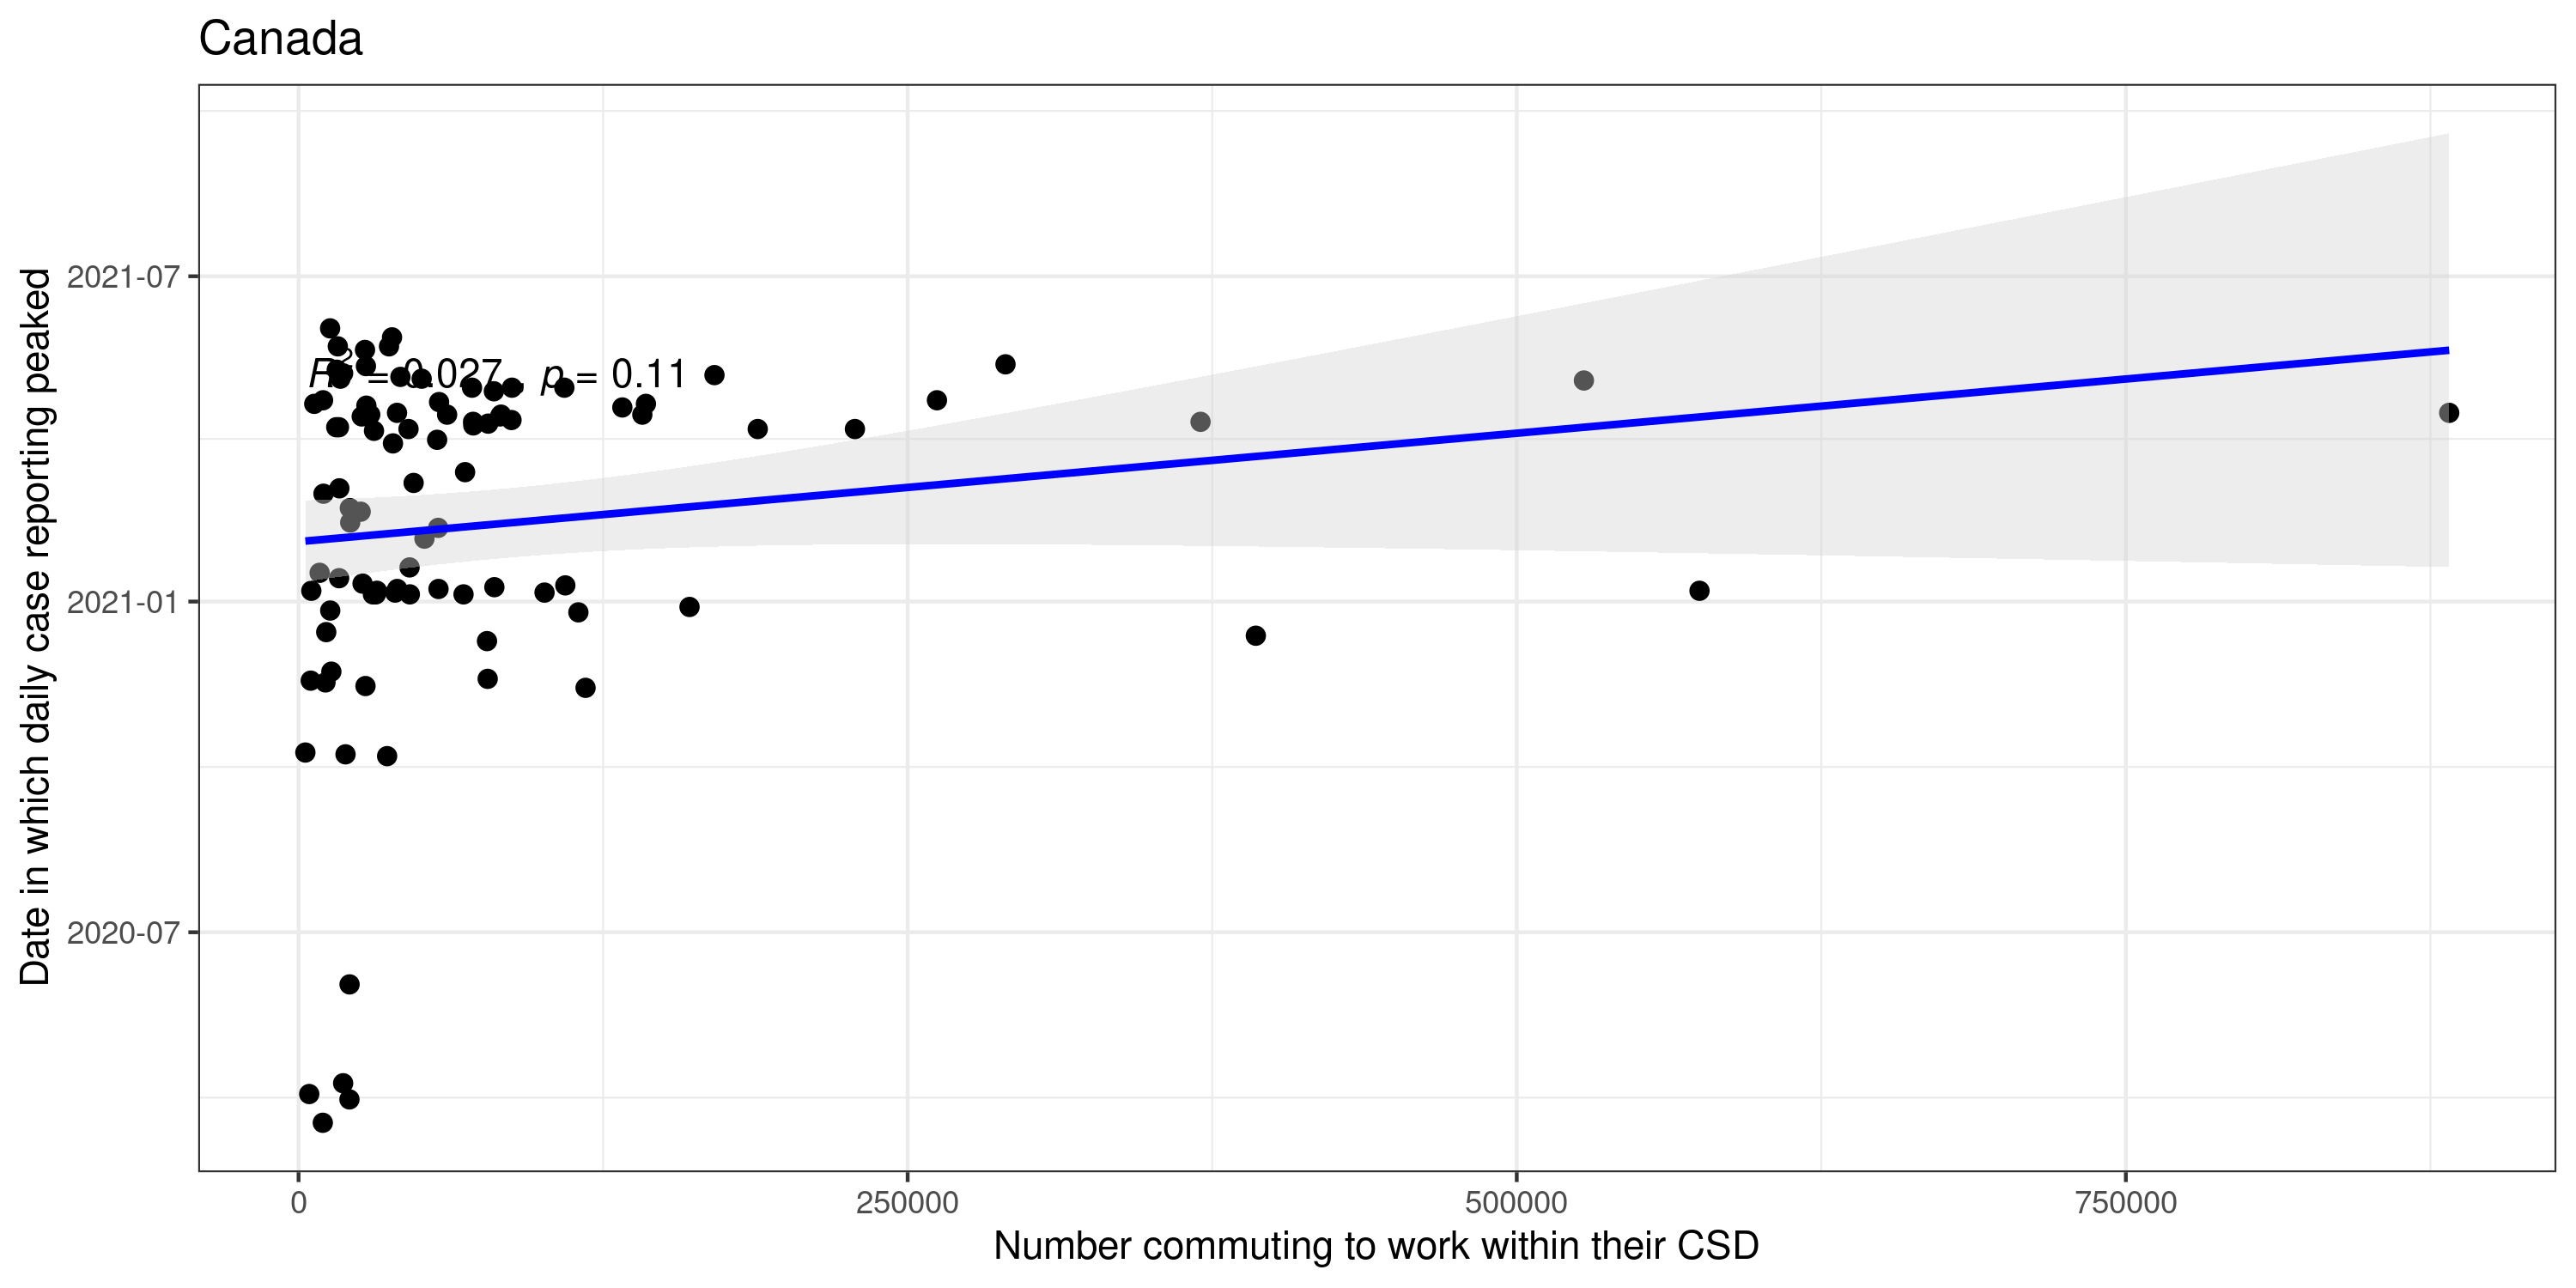 Canada
Date in which daily case reporting peaked
2021-07
2021-01
2020-07
R² = 0.027 , p = 0.11
0 250000 500000 750000
Number commuting to work within their CSD